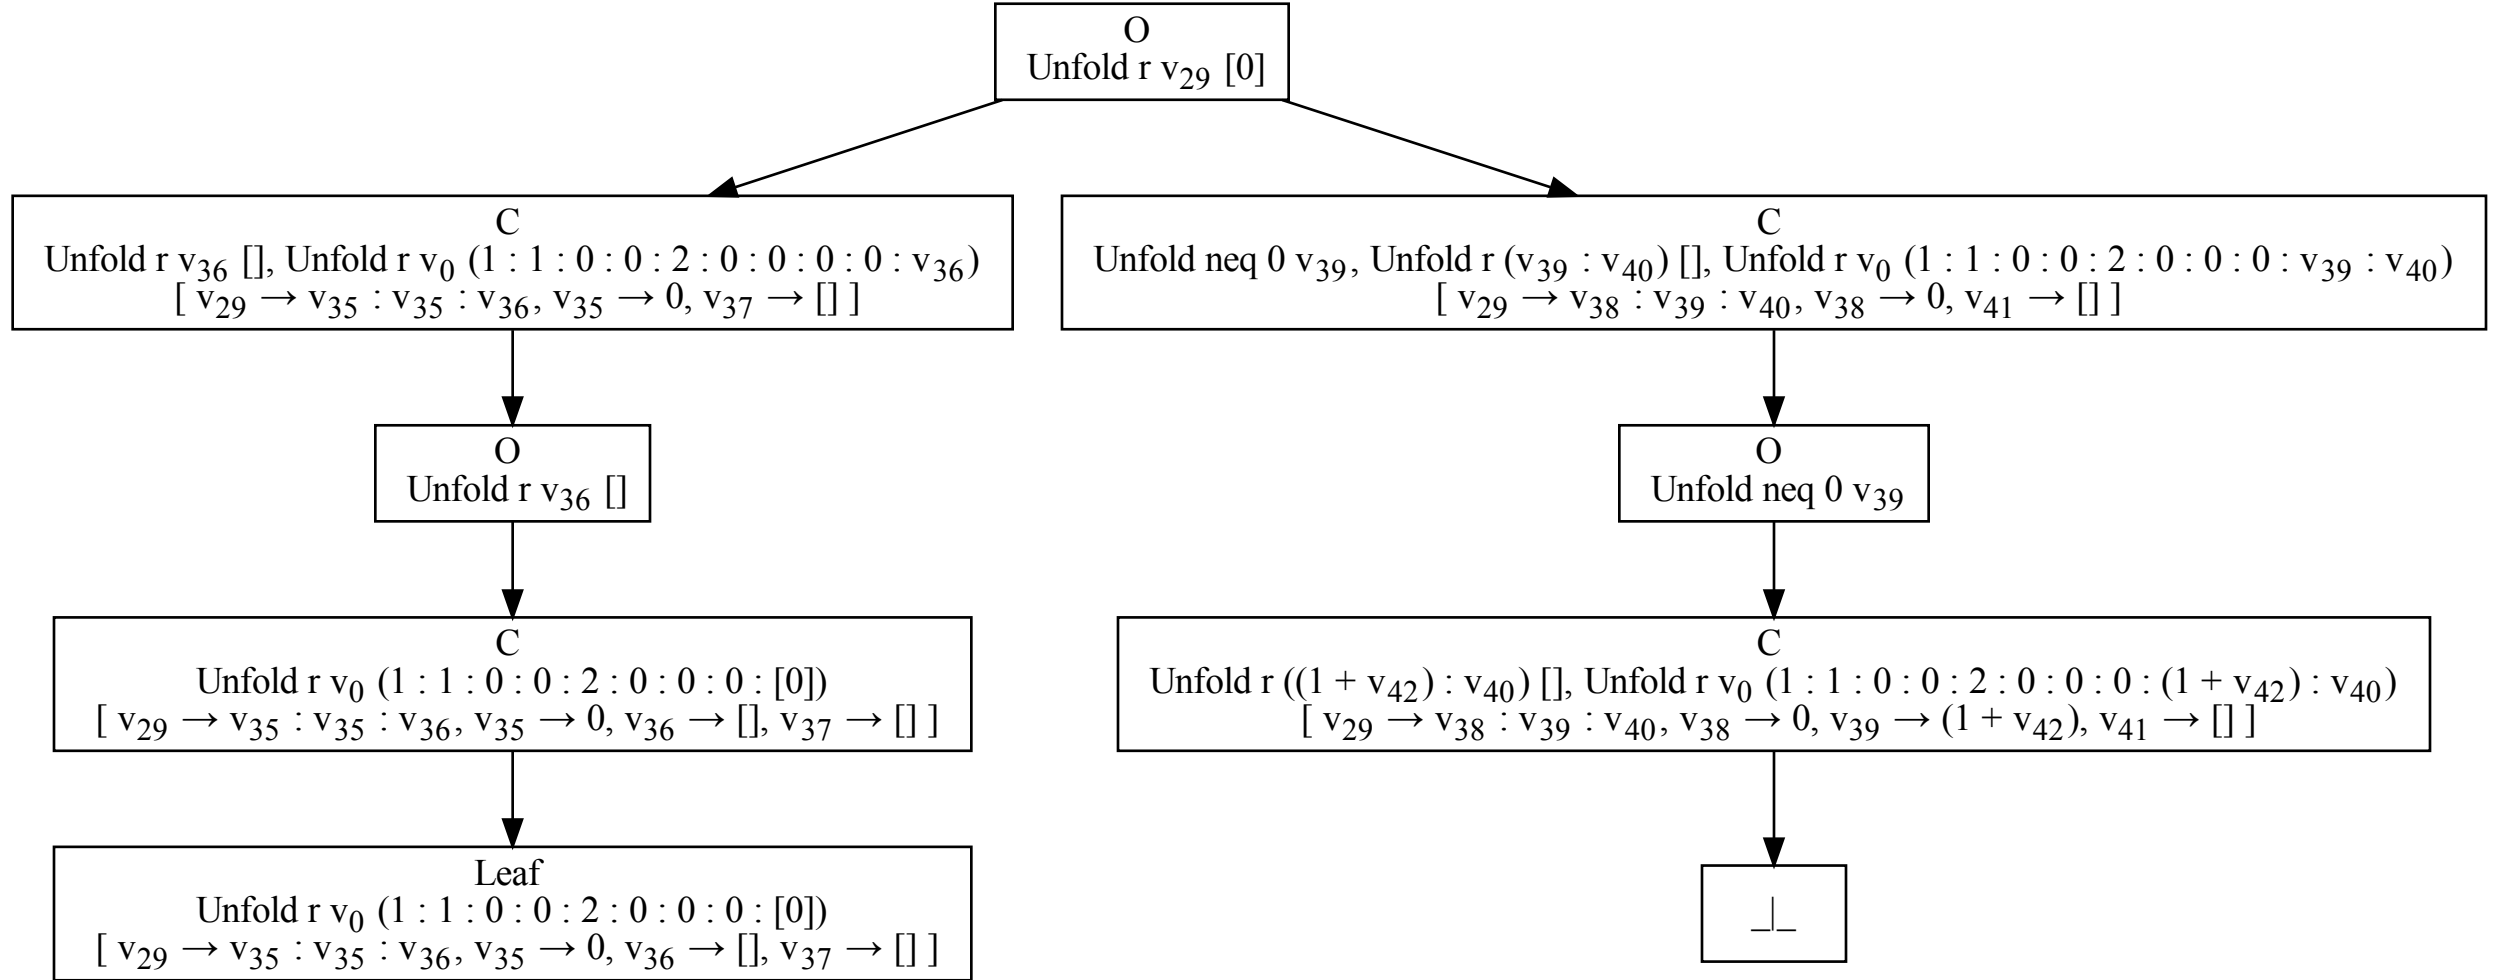 O
Unfold r v₂₉ [0]
C
Unfold r v₃₆ [], Unfold r v₀ (1 : 1 : 0 : 0 : 2 : 0 : 0 : 0 : 0 : v₃₆)
[ v₂₉ → v₃₅ : v₃₅ : v₃₆, v₃₅ → 0, v₃₇ → [] ]
C
Unfold neq 0 v₃₉, Unfold r (v₃₉ : v₄₀) [], Unfold r v₀ (1 : 1 : 0 : 0 : 2 : 0 : 0 : 0 : v₃₉ : v₄₀)
[ v₂₉ → v₃₈ : v₃₉ : v₄₀, v₃₈ → 0, v₄₁ → [] ]
O
Unfold r v₃₆ []
O
Unfold neq 0 v₃₉
C
Unfold r v₀ (1 : 1 : 0 : 0 : 2 : 0 : 0 : 0 : [0])
[ v₂₉ → v₃₅ : v₃₅ : v₃₆, v₃₅ → 0, v₃₆ → [], v₃₇ → [] ]
C
Unfold r ((1 + v₄₂) : v₄₀) [], Unfold r v₀ (1 : 1 : 0 : 0 : 2 : 0 : 0 : 0 : (1 + v₄₂) : v₄₀)
[ v₂₉ → v₃₈ : v₃₉ : v₄₀, v₃₈ → 0, v₃₉ → (1 + v₄₂), v₄₁ → [] ]
Leaf
Unfold r v₀ (1 : 1 : 0 : 0 : 2 : 0 : 0 : 0 : [0])
[ v₂₉ → v₃₅ : v₃₅ : v₃₆, v₃₅ → 0, v₃₆ → [], v₃₇ → [] ]
_|_